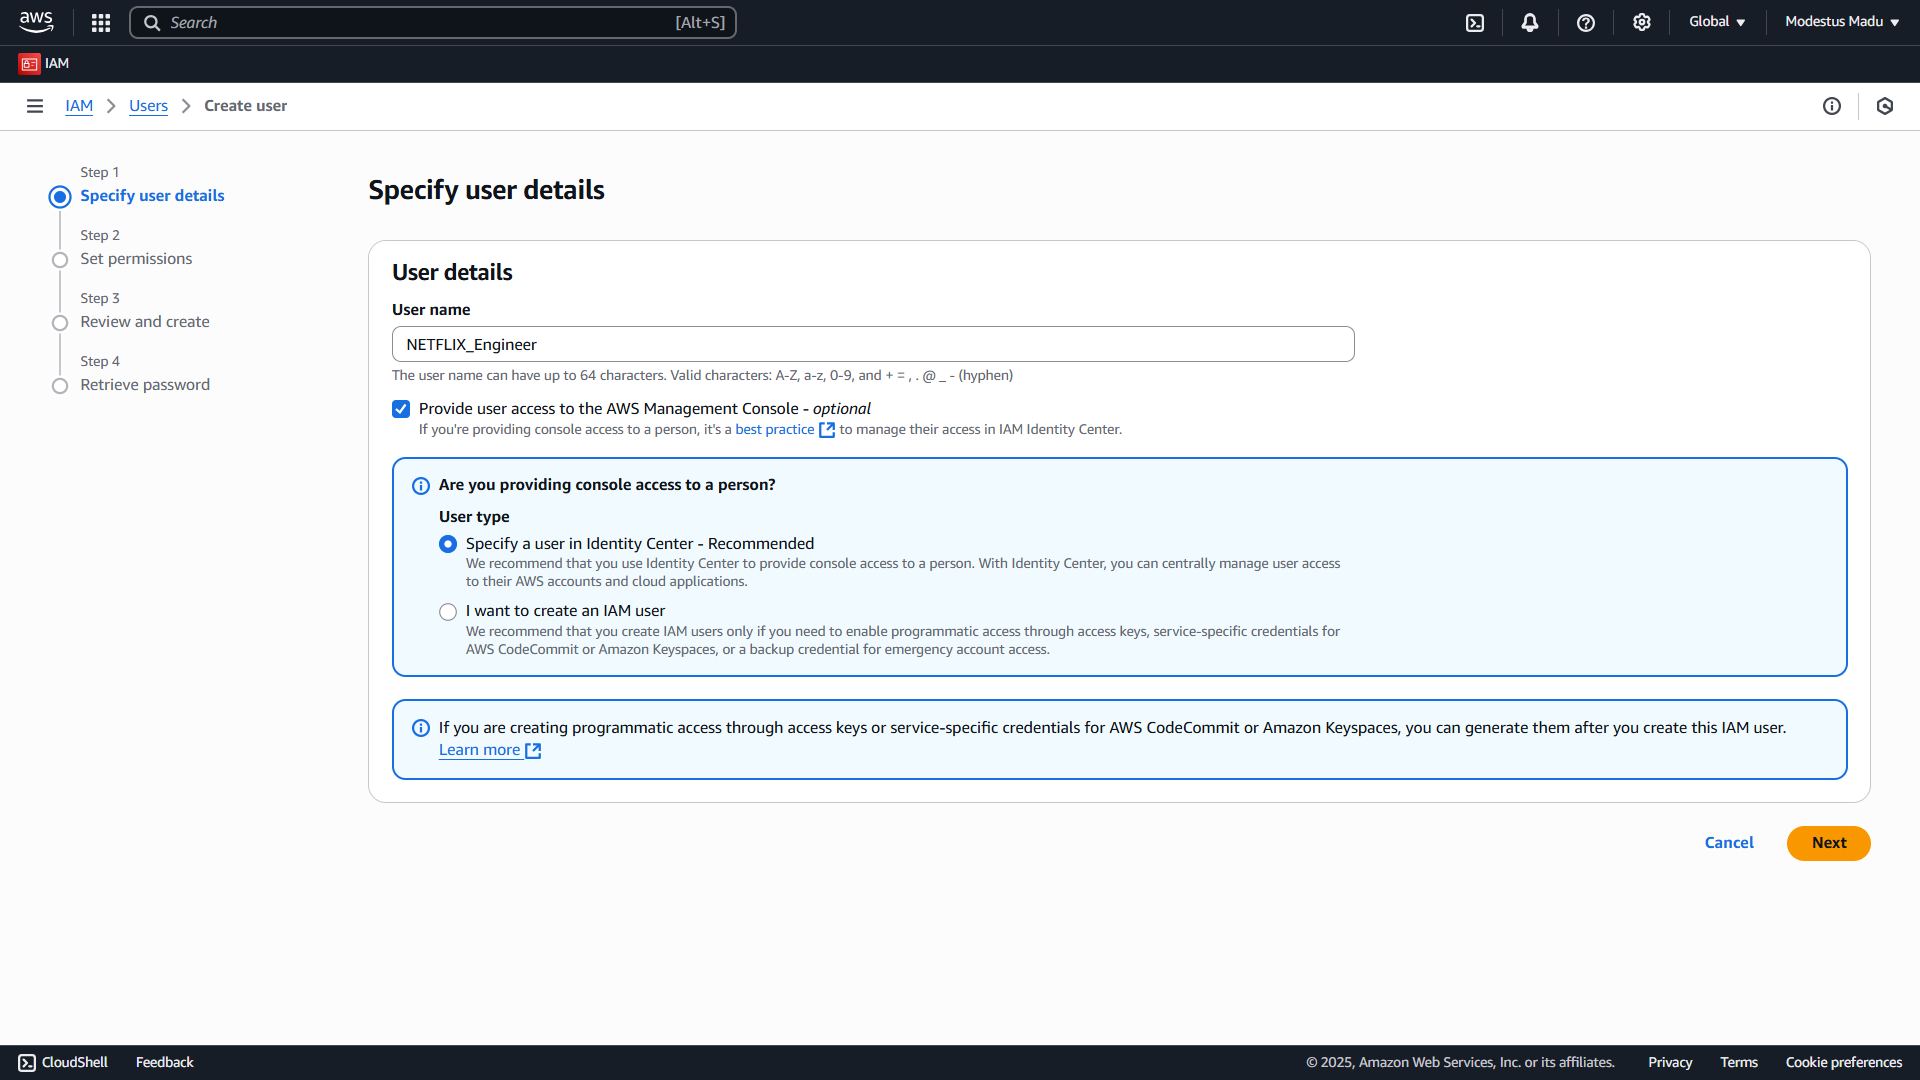 aws
Search
[Alt+S]
Global
Modestus Madu
IAM
IAM
Users
Create user
Step 1
Specify user details
Step 2
Set permissions
Step 3
Review and create
Step 4
Retrieve password
Specify user details
User details
User name
NETFLIX_Engineer
The user name can have up to 64 characters. Valid characters: A-Z, a-z, 0-9, and + = , . @ _ - (hyphen)
Provide user access to the AWS Management Console - optional
If you're providing console access to a person, it's a best practice to manage their access in IAM Identity Center.
Are you providing console access to a person?
User type
Specify a user in Identity Center - Recommended
We recommend that you use Identity Center to provide console access to a person. With Identity Center, you can centrally manage user access
to their AWS accounts and cloud applications.
I want to create an IAM user
We recommend that you create IAM users only if you need to enable programmatic access through access keys, service-specific credentials for
AWS CodeCommit or Amazon Keyspaces, or a backup credential for emergency account access.
If you are creating programmatic access through access keys or service-specific credentials for AWS CodeCommit or Amazon Keyspaces, you can generate them after you create this IAM user.
Learn more
Cancel
Next
CloudShell
Feedback
© 2025, Amazon Web Services, Inc. or its affiliates.
Privacy
Terms
Cookie preferences